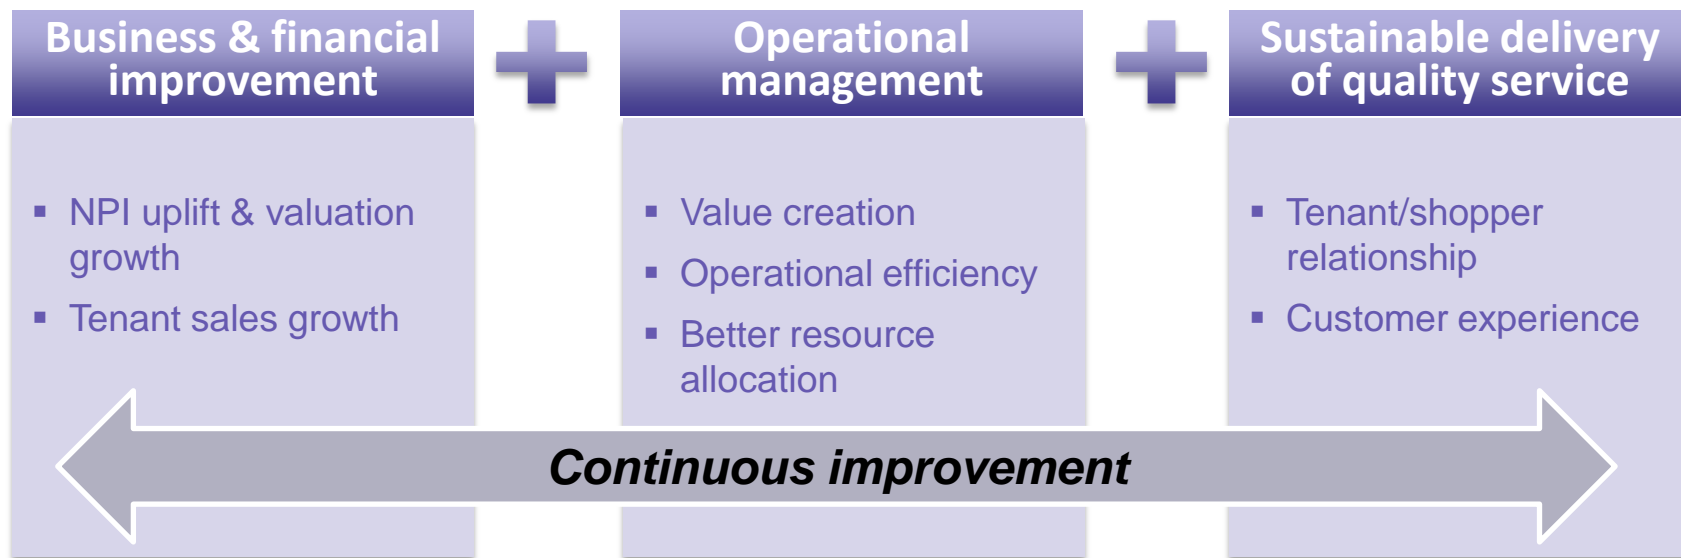 Business & financial
improvement
Operational
management
Sustainable delivery
of quality service
▪ NPI uplift & valuation
growth
▪ Tenant sales growth
▪ Value creation
▪ Operational efficiency
▪ Better resource
allocation
▪ Tenant/shopper
relationship
▪ Customer experience
Continuous improvement